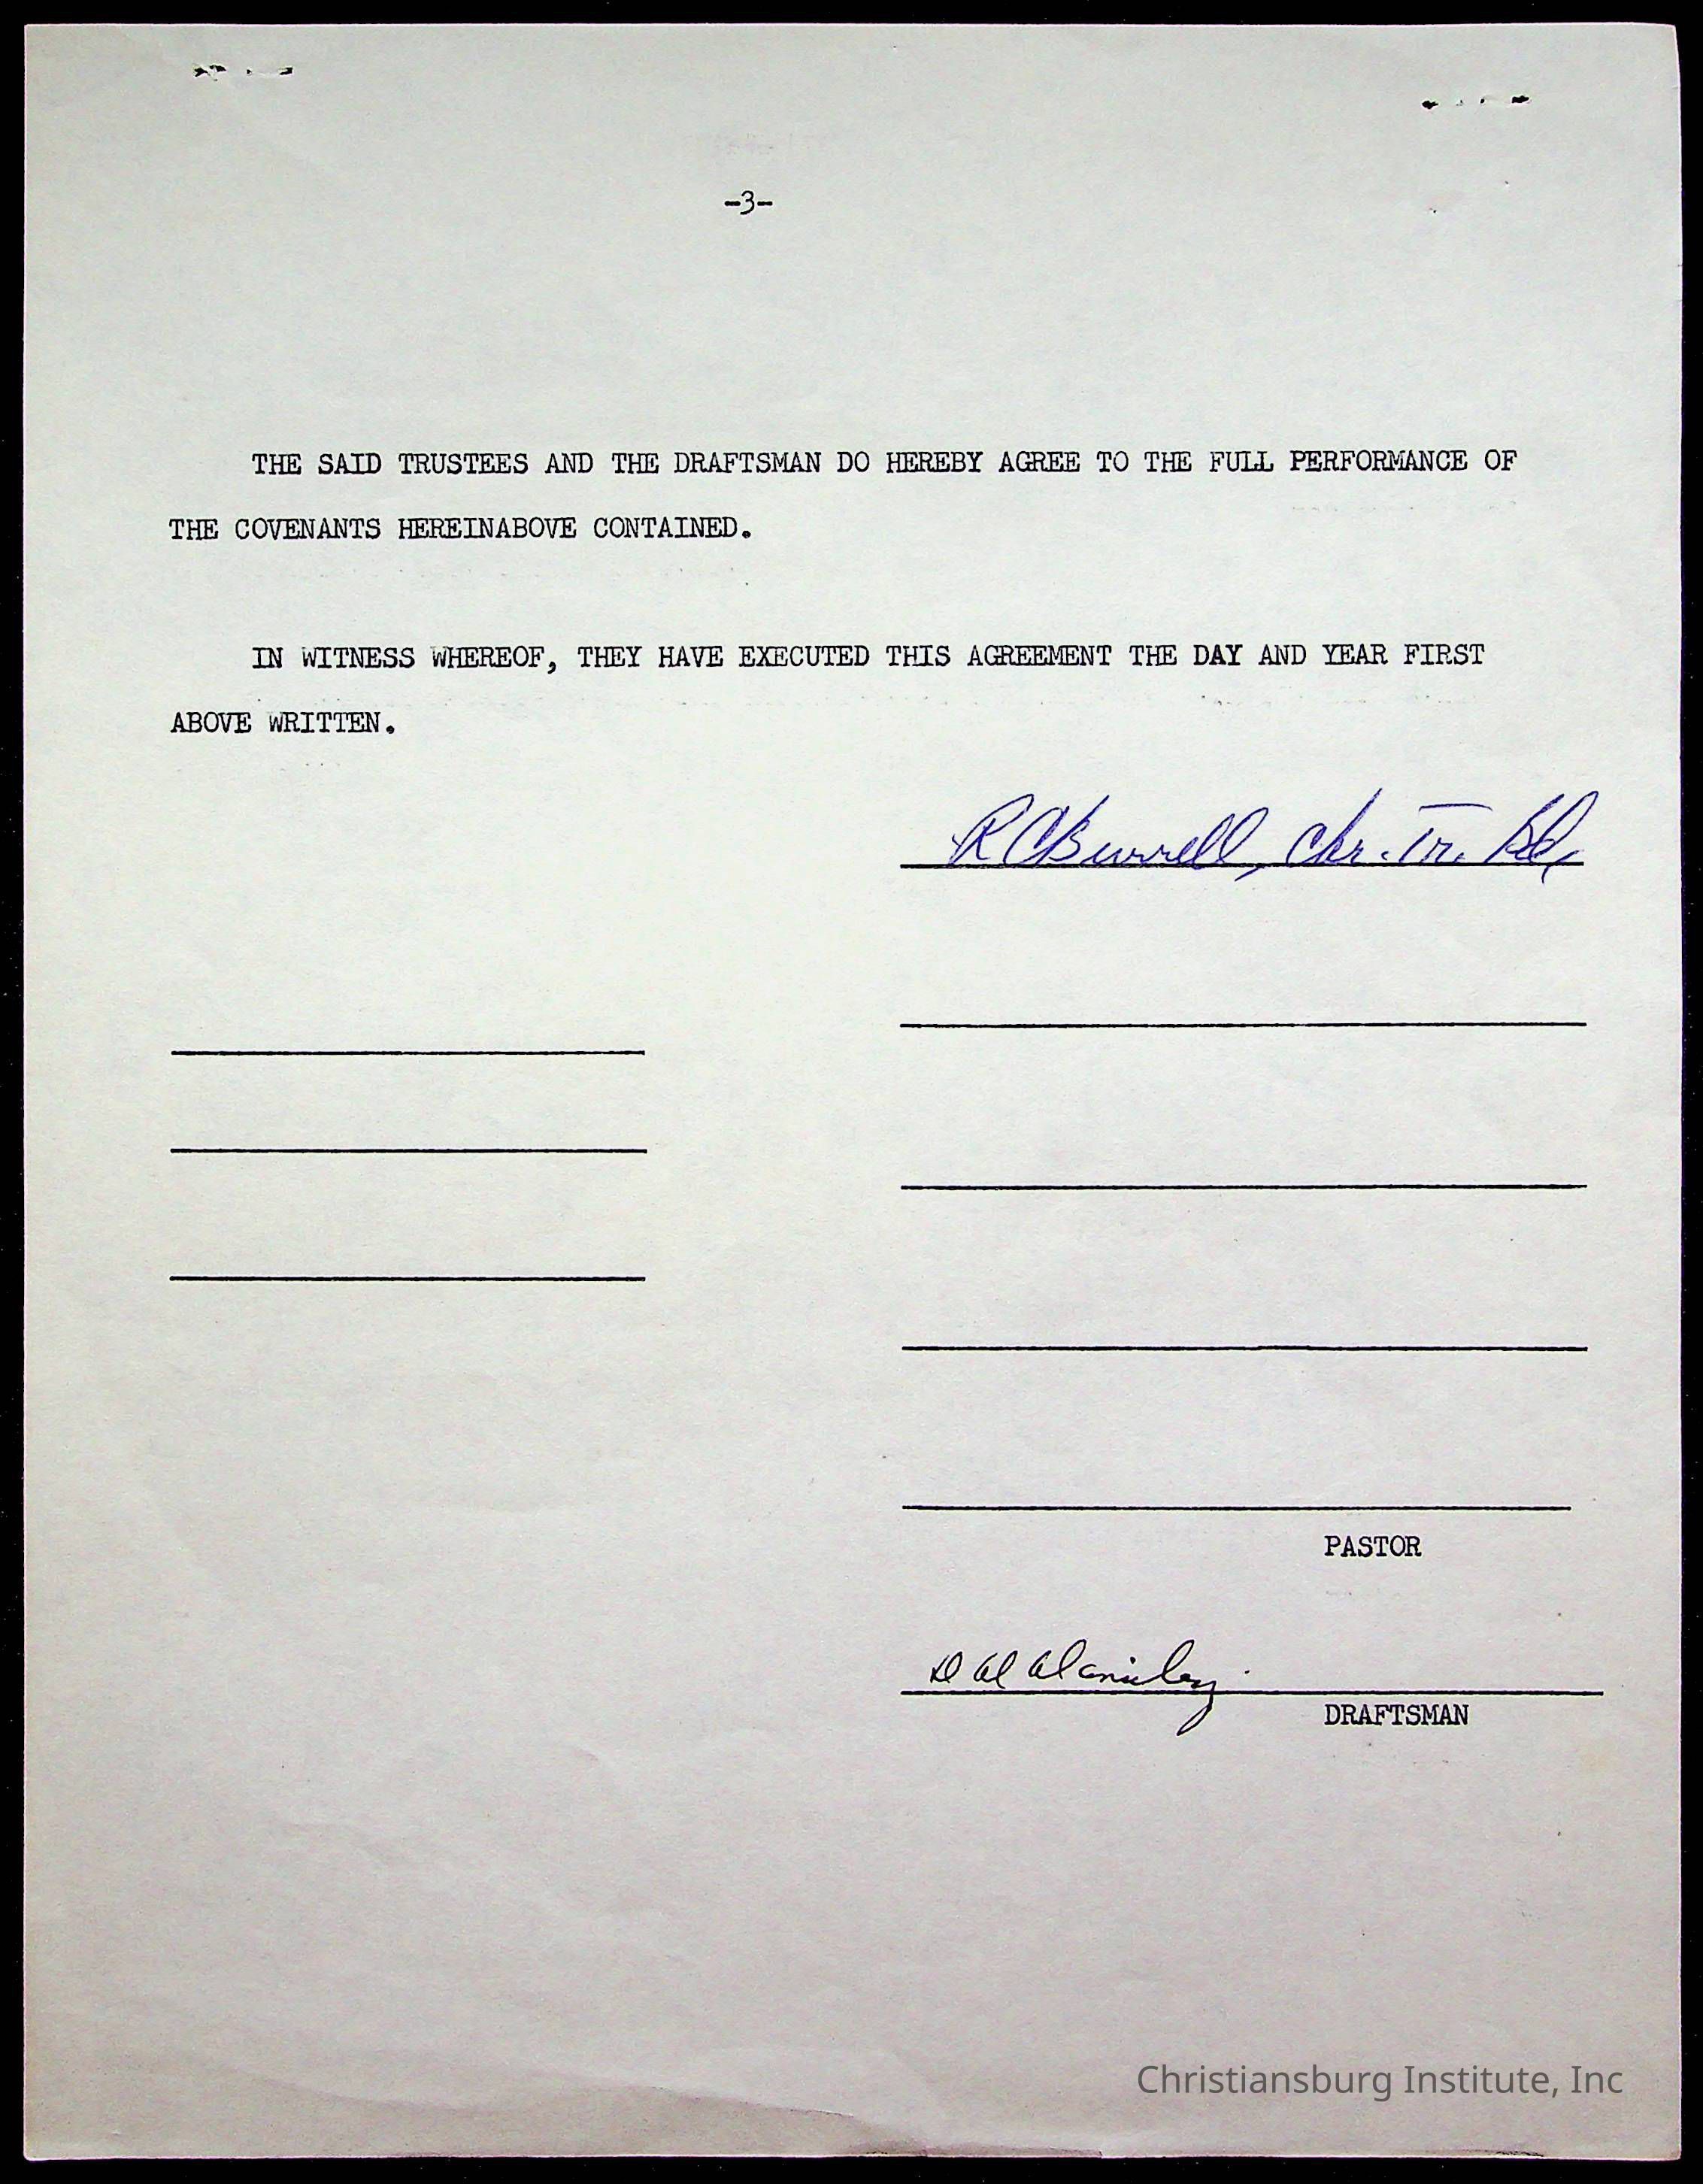 -3-
THE SAID TRUSTEES AND THE DRAFTSMAN DO HEREBY AGREE TO THE FULL PERFORMANCE OF
THE COVENANTS HEREINABOVE CONTAINED.
IN WITNESS WHEREOF, THEY HAVE EXECUTED THIS AGREEMENT THE DAY AND YEAR FIRST
ABOVE WRITTEN.
R C Burrell, Chr. Tr. Bd,
PASTOR
DRAFTSMAN
Christiansburg Institute, Inc